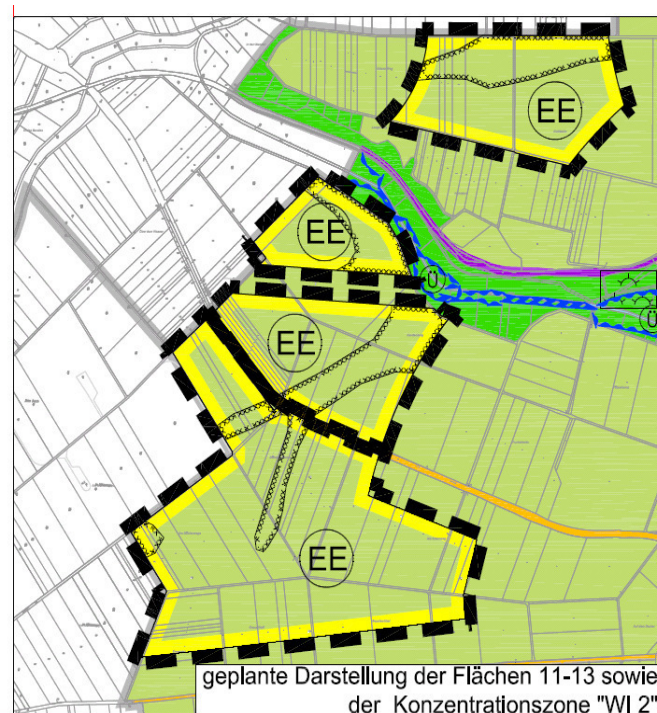 EE
EE
Ü
Ü
EE
EE
geplante Darstellung der Flächen 11-13 sowie
der Konzentrationszone "WI 2"